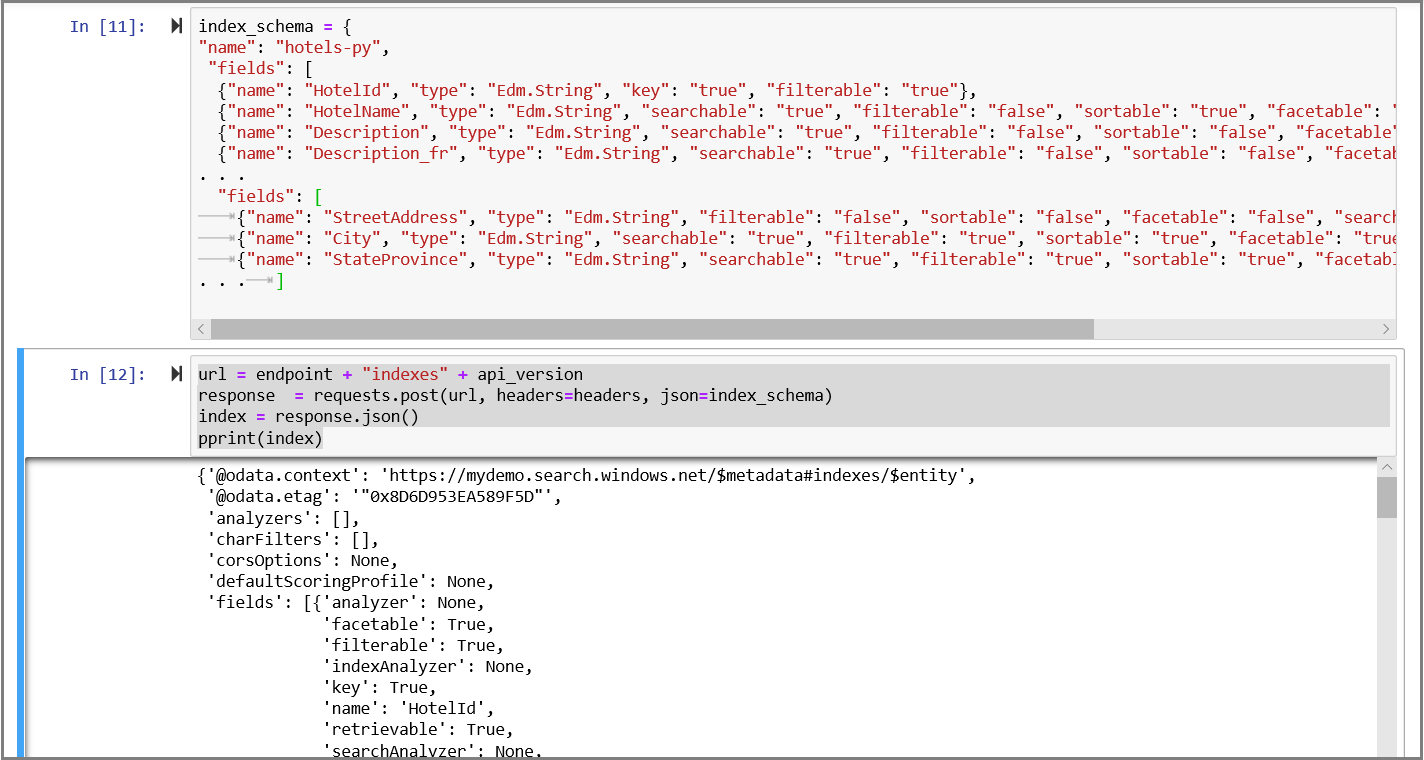 In [11]:
index_schema = {
"name": "hotels-py",
"fields": [
{"name": "HotelId", "type": "Edm.String", "key": "true", "filterable": "true"},
{"name": "HotelName", "type": "Edm.String", "searchable": "true", "filterable": "false", "sortable": "true", "facetable": "
{"name": "Description", "type": "Edm.String", "searchable": "true", "filterable": "false", "sortable": "false", "facetable"
{"name": "Description_fr", "type": "Edm.String", "searchable": "true", "filterable": "false", "sortable": "false", "facetab
. . .
"fields": [
{"name": "StreetAddress", "type": "Edm.String", "filterable": "false", "sortable": "false", "facetable": "false", "search
{"name": "City", "type": "Edm.String", "searchable": "true", "filterable": "true", "sortable": "true", "facetable": "true
{"name": "StateProvince", "type": "Edm.String", "searchable": "true", "filterable": "true", "sortable": "true", "facetabl
. . . ]
In [12]:
url = endpoint + "indexes" + api_version
response  = requests.post(url, headers=headers, json=index_schema)
index = response.json()
pprint(index)
{'@odata.context': 'https://mydemo.search.windows.net/$metadata#indexes/$entity',
'@odata.etag': '"0x8D6D953EA589F5D"',
'analyzers': [],
'charFilters': [],
'corsOptions': None,
'defaultScoringProfile': None,
'fields': [{'analyzer': None,
'facetable': True,
'filterable': True,
'indexAnalyzer': None,
'key': True,
'name': 'HotelId',
'retrievable': True,
'searchAnalyzer': None,